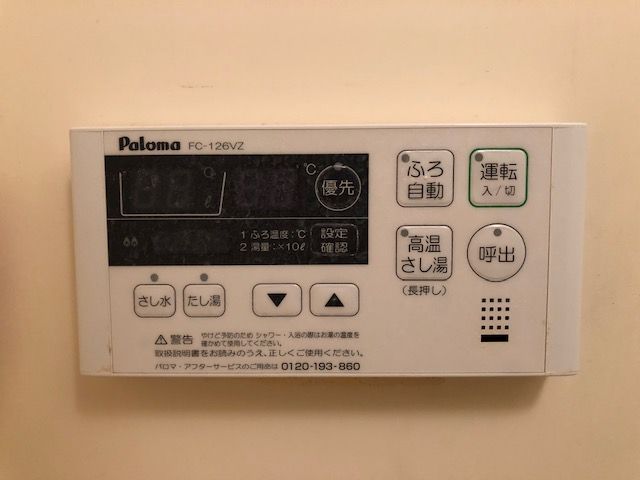 Paloma FC-126VZ
℃
優先
ふろ
自動
運転
入/切
1 ふろ温度:℃
2 湯量:×10ℓ
設定
確認
高温
さし湯
(長押し)
呼出
さし水
たし湯
▼
▲
⚠警告 やけど予防のため シャワー・入浴の際はお湯の温度を
確かめて使用してください。
取扱説明書をお読みのうえ、正しくご使用ください。
パロマ・アフターサービスのご用命は 0120-193-860